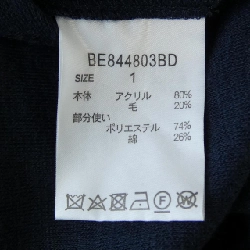 BE844803BD
SIZE 1
本体 アクリル 80%
毛 20%
部分使い
ポリエステル 74%
綿 26%